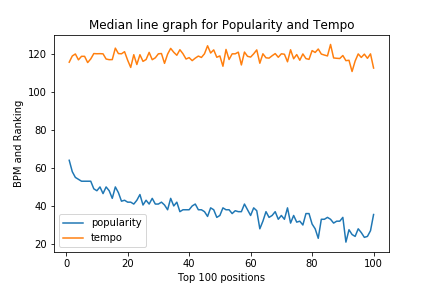 Median line graph for Popularity and Tempo
BPM and Ranking
120
100
80
60
40
20
popularity
tempo
0 20 40 60 80 100
Top 100 positions